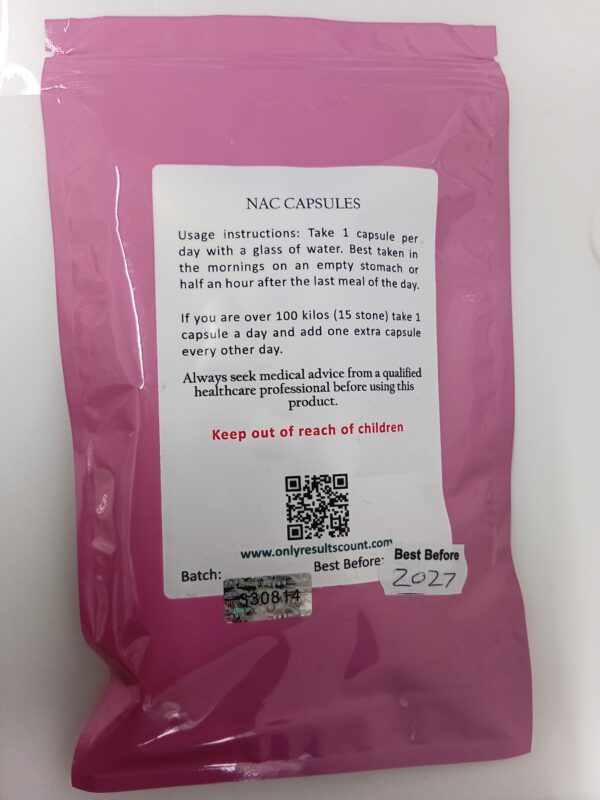 NAC CAPSULES
Usage instructions: Take 1 capsule per
day with a glass of water. Best taken in
the mornings on an empty stomach or
half an hour after the last meal of the day.
If you are over 100 kilos (15 stone) take 1
capsule a day and add one extra capsule
every other day.
Always seek medical advice from a qualified
healthcare professional before using this
product.
Keep out of reach of children
www.onlyresultscount.com
Batch:
330814
Best Before:
Best Before
2027